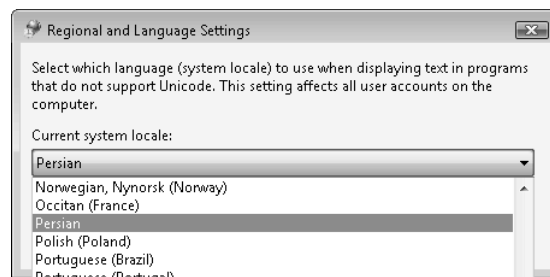 Regional and Language Settings
Select which language (system locale) to use when displaying text in programs
that do not support Unicode. This setting affects all user accounts on the
computer.
Current system locale:
Persian
Norwegian, Nynorsk (Norway)
Occitan (France)
Persian
Polish (Poland)
Portuguese (Brazil)
Portuguese (Portugal)